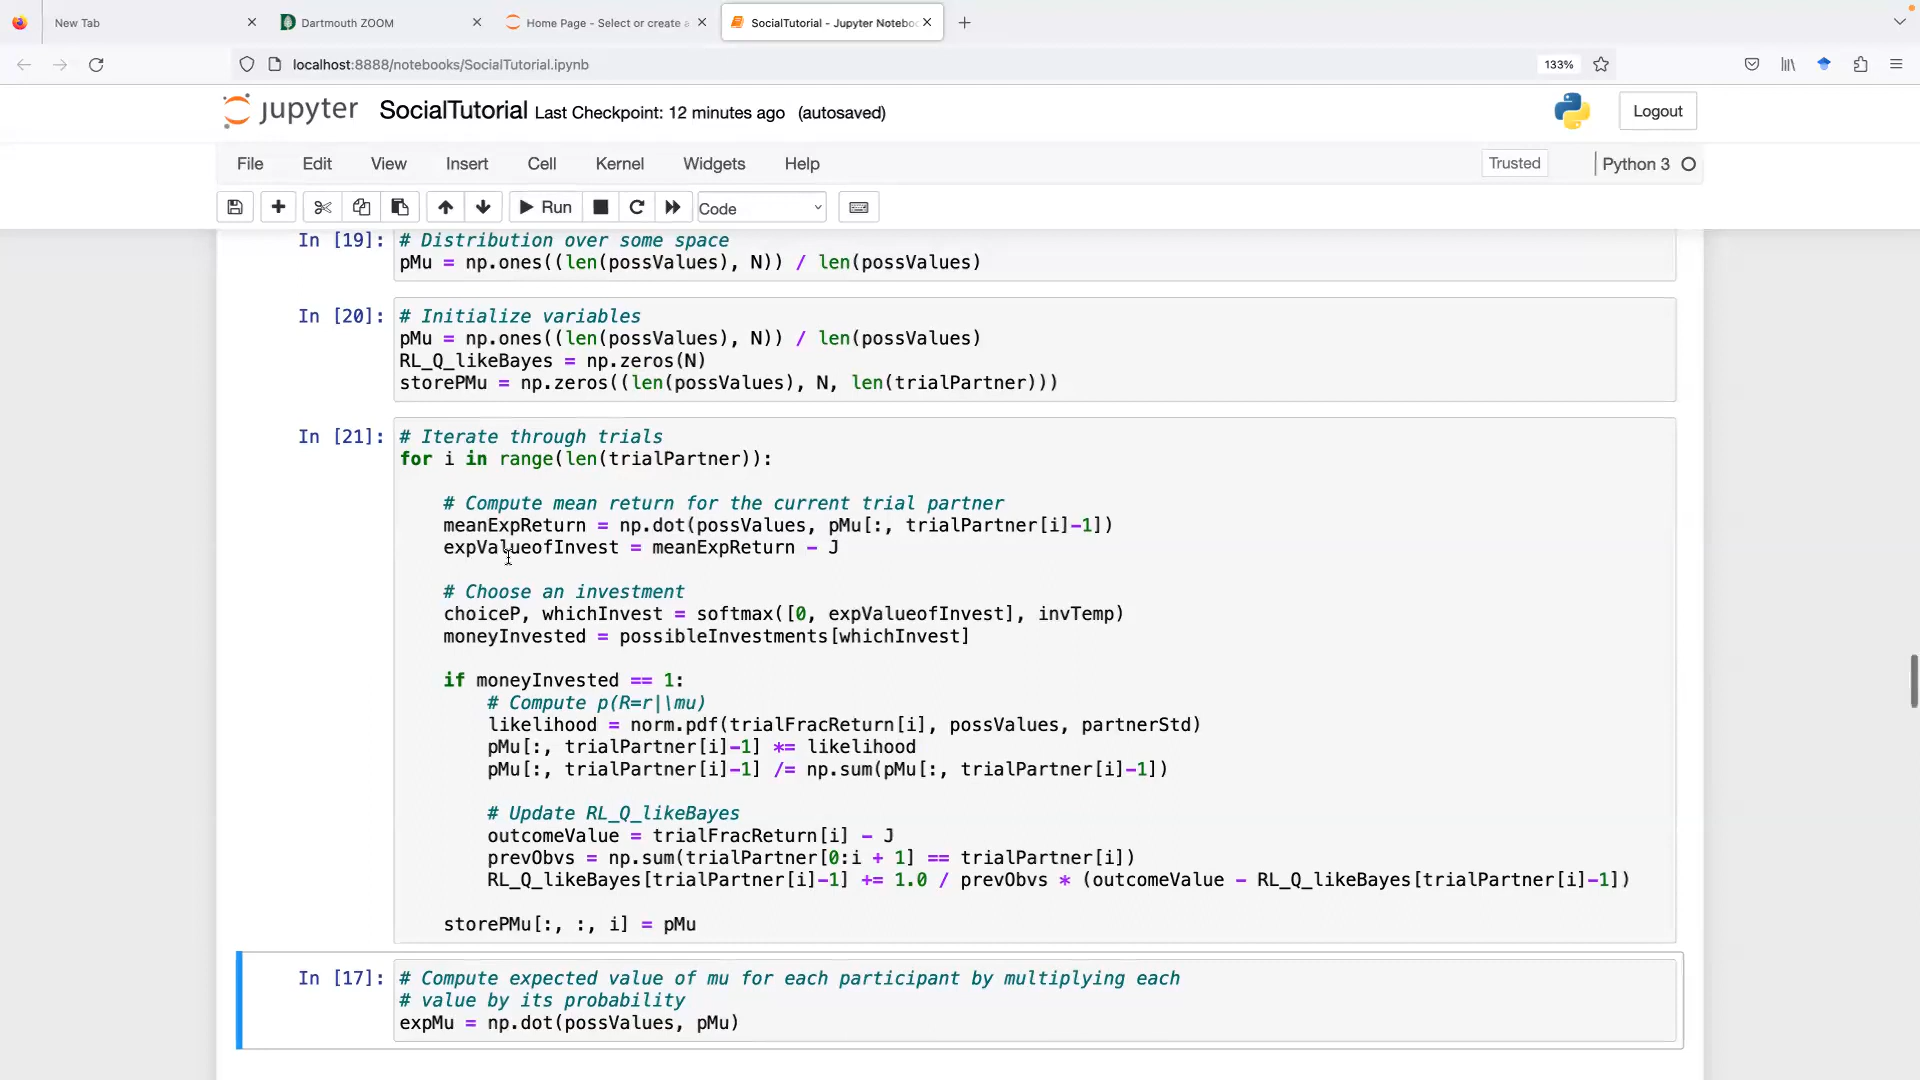 New Tab
Dartmouth ZOOM
Home Page - Select or create a
SocialTutorial - Jupyter Notebo
localhost:8888/notebooks/SocialTutorial.ipynb
133%
jupyter
SocialTutorial Last Checkpoint: 12 minutes ago (autosaved)
Logout
File Edit View Insert Cell Kernel Widgets Help
Trusted
Python 3
Run
Code
In [19]: # Distribution over some space
pMu = np.ones((len(possValues), N)) / len(possValues)
In [20]: # Initialize variables
pMu = np.ones((len(possValues), N)) / len(possValues)
RL_Q_likeBayes = np.zeros(N)
storePMu = np.zeros((len(possValues), N, len(trialPartner)))
In [21]: # Iterate through trials
for i in range(len(trialPartner)):
# Compute mean return for the current trial partner
meanExpReturn = np.dot(possValues, pMu[:, trialPartner[i]-1])
expValueofInvest = meanExpReturn - J
# Choose an investment
choiceP, whichInvest = softmax([0, expValueofInvest], invTemp)
moneyInvested = possibleInvestments[whichInvest]
if moneyInvested == 1:
# Compute p(R=r|\mu)
likelihood = norm.pdf(trialFracReturn[i], possValues, partnerStd)
pMu[:, trialPartner[i]-1] *= likelihood
pMu[:, trialPartner[i]-1] /= np.sum(pMu[:, trialPartner[i]-1])
# Update RL_Q_likeBayes
outcomeValue = trialFracReturn[i] - J
prevObvs = np.sum(trialPartner[0:i + 1] == trialPartner[i])
RL_Q_likeBayes[trialPartner[i]-1] += 1.0 / prevObvs * (outcomeValue - RL_Q_likeBayes[trialPartner[i]-1])
storePMu[:, :, i] = pMu
In [17]: # Compute expected value of mu for each participant by multiplying each
# value by its probability
expMu = np.dot(possValues, pMu)